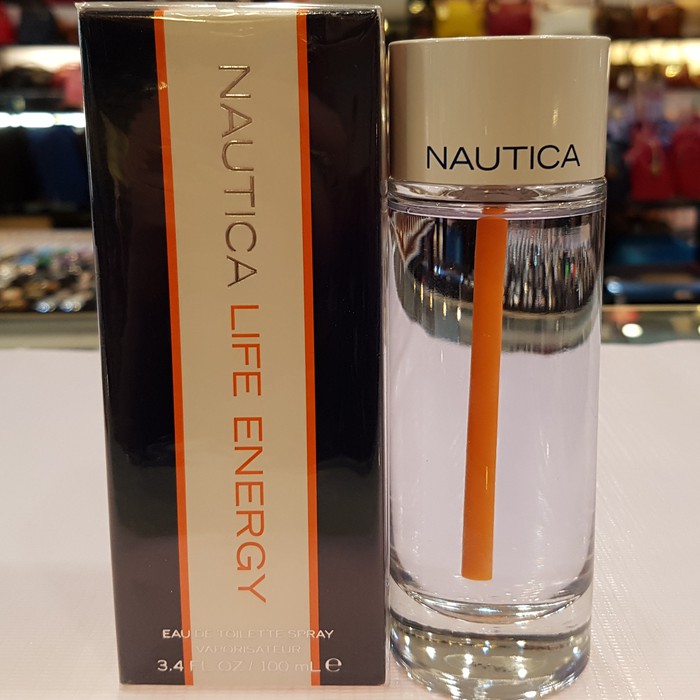 NAUTICA LIFE ENERGY
EAU DE TOILETTE SPRAY
VAPORISATEUR
3.4 FL OZ / 100 mL ℮
NAUTICA